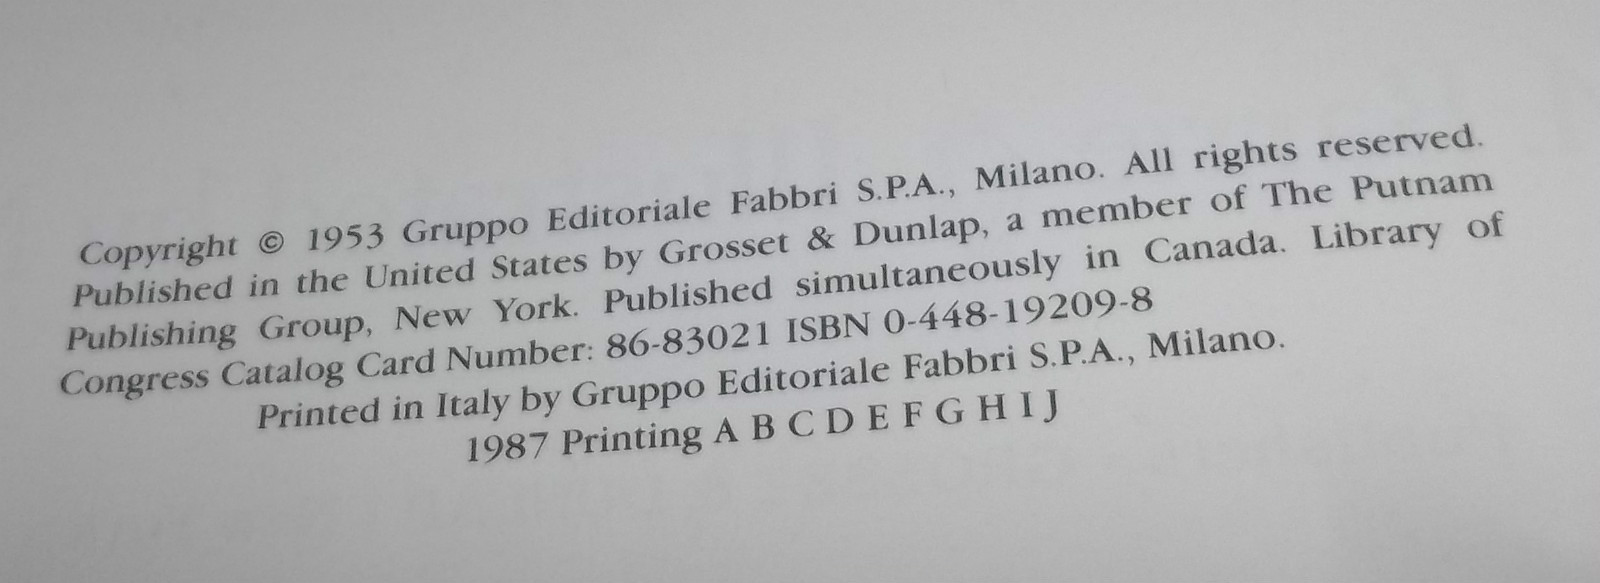 Copyright © 1953 Gruppo Editoriale Fabbri S.P.A., Milano. All rights reserved.
Published in the United States by Grosset & Dunlap, a member of The Putnam
Publishing Group, New York. Published simultaneously in Canada. Library of
Congress Catalog Card Number: 86-83021 ISBN 0-448-19209-8
Printed in Italy by Gruppo Editoriale Fabbri S.P.A., Milano.
1987 Printing A B C D E F G H I J